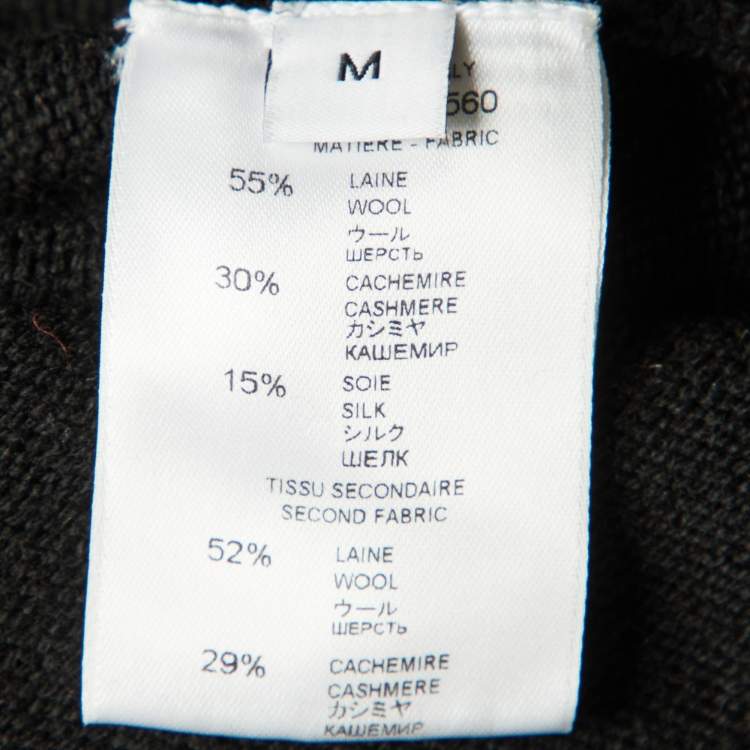 M
560
MATIERE - FABRIC
55% LAINE
WOOL
ウール
ШЕРСТЬ
30% CACHEMIRE
CASHMERE
カシミヤ
КАШЕМИР
15% SOIE
SILK
シルク
ШЕЛК
TISSU SECONDAIRE
SECOND FABRIC
52% LAINE
WOOL
ウール
ШЕРСТЬ
29% CACHEMIRE
CASHMERE
カシミヤ
КАШЕМИР